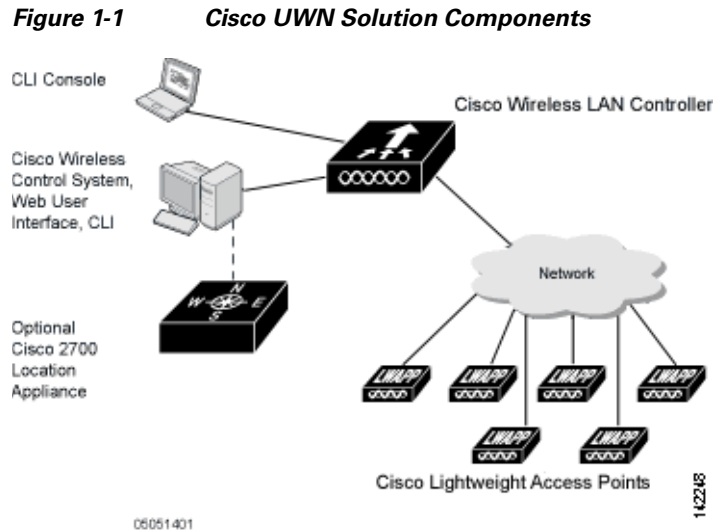 Figure 1-1 Cisco UWN Solution Components
CLI Console
Cisco Wireless LAN Controller
Cisco Wireless
Control System,
Web User
Interface, CLI
Network
N
W E
S
Optional
Cisco 2700
Location
Appliance
LWAPP LWAPP LWAPP LWAPP
LWAPP LWAPP
Cisco Lightweight Access Points
142248
05051401